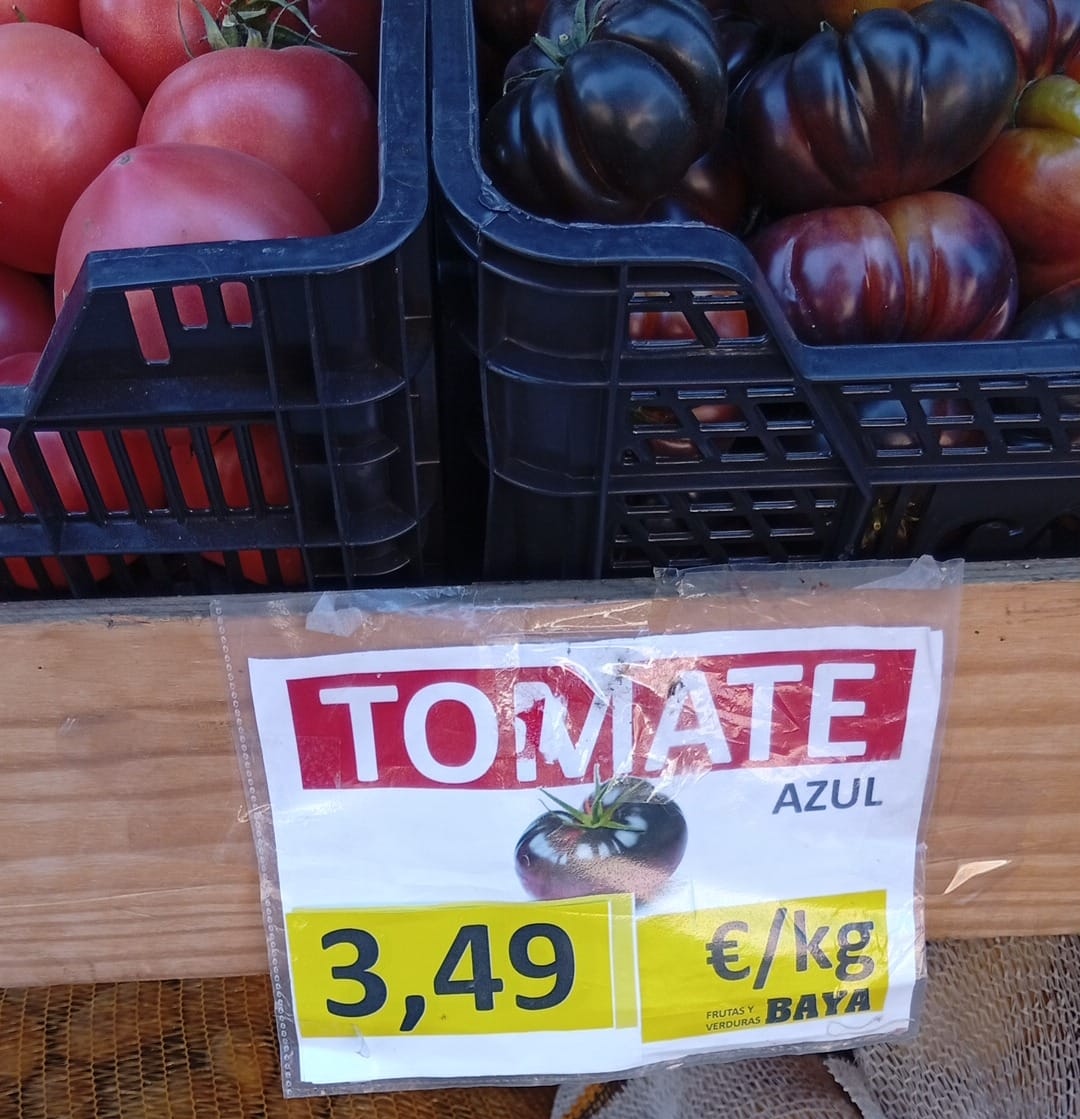 TOMATE
AZUL
3,49 €/kg
FRUTAS Y
VERDURAS BAYA